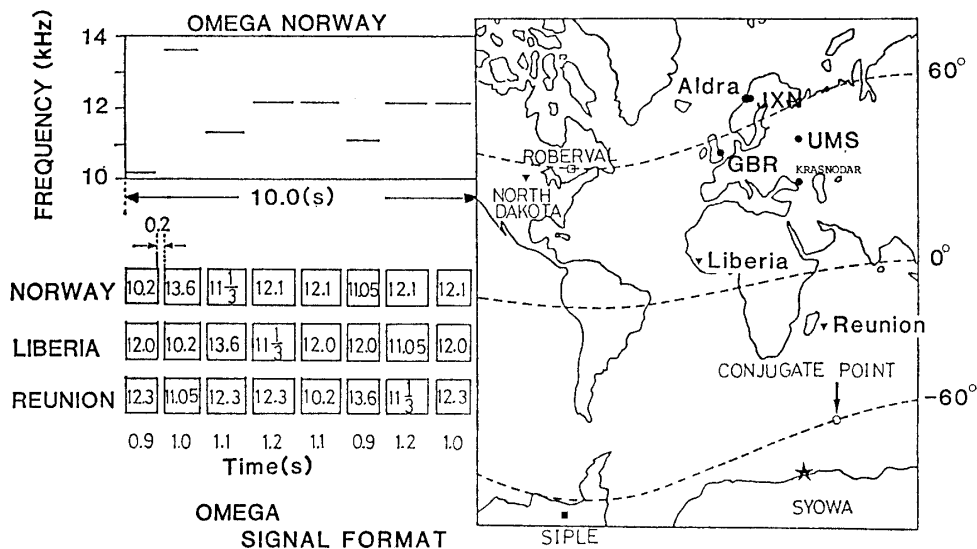 OMEGA NORWAY
FREQUENCY (kHz)
14
12
10
10.0(s)
0.2
NORWAY 10.2 13.6 11 1/3 12.1 12.1 11.05 12.1 12.1
LIBERIA 12.0 10.2 13.6 11 1/3 12.0 12.0 11.05 12.0
REUNION 12.3 11.05 12.3 12.3 10.2 13.6 11 1/3 12.3
0.9 1.0 1.1 1.2 1.1 0.9 1.2 1.0
Time(s)
OMEGA
SIGNAL FORMAT
60°
Aldra
JXN
UMS
ROBERVAL
GBR
KRASNODAR
NORTH
DAKOTA
Liberia
0°
Reunion
CONJUGATE POINT
-60°
SYOWA
SIPLE